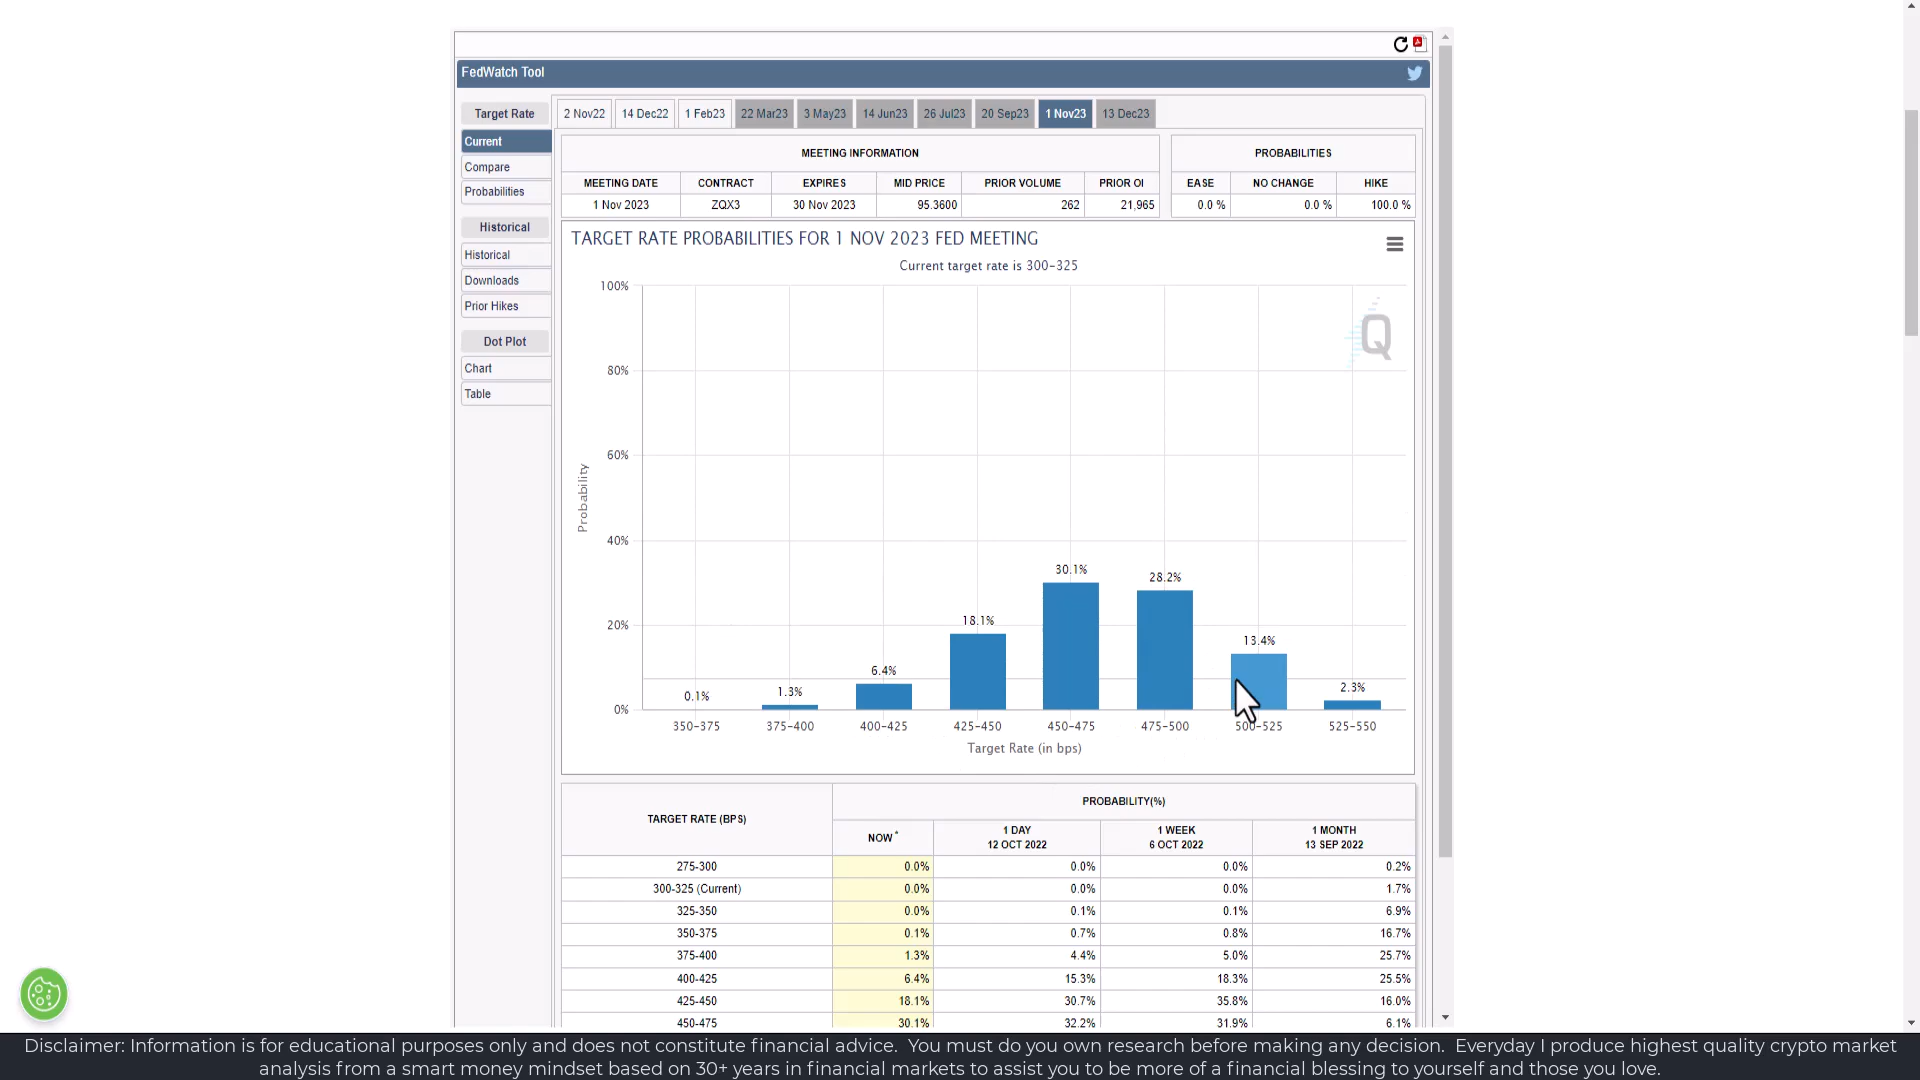 FedWatch Tool
Target Rate
Current
Compare
Probabilities
Historical
Historical
Downloads
Prior Hikes
Dot Plot
Chart
Table
2 Nov22 14 Dec22 1 Feb23 22 Mar23 3 May23 14 Jun23 26 Jul23 20 Sep23 1 Nov23 13 Dec23
MEETING INFORMATION
MEETING DATE CONTRACT EXPIRES MID PRICE PRIOR VOLUME PRIOR OI
1 Nov 2023 ZQX3 30 Nov 2023 95.3600 262 21,965
PROBABILITIES
EASE NO CHANGE HIKE
0.0 % 0.0 % 100.0 %
TARGET RATE PROBABILITIES FOR 1 NOV 2023 FED MEETING
Current target rate is 300-325
Q
Probability
100%
80%
60%
40%
20%
0%
0.1% 1.3% 6.4% 18.1% 30.1% 28.2% 13.4% 2.3%
350-375 375-400 400-425 425-450 450-475 475-500 500-525 525-550
Target Rate (in bps)
TARGET RATE (BPS) PROBABILITY(%)
NOW * 1 DAY 1 WEEK 1 MONTH
12 OCT 2022 6 OCT 2022 13 SEP 2022
275-300 0.0% 0.0% 0.0% 0.2%
300-325 (Current) 0.0% 0.0% 0.0% 1.7%
325-350 0.0% 0.1% 0.1% 6.9%
350-375 0.1% 0.7% 0.8% 16.7%
375-400 1.3% 4.4% 5.0% 25.7%
400-425 6.4% 15.3% 18.3% 25.5%
425-450 18.1% 30.7% 35.8% 16.0%
450-475 30.1% 32.2% 31.9% 6.1%
Disclaimer: Information is for educational purposes only and does not constitute financial advice. You must do you own research before making any decision. Everyday I produce highest quality crypto market
analysis from a smart money mindset based on 30+ years in financial markets to assist you to be more of a financial blessing to yourself and those you love.